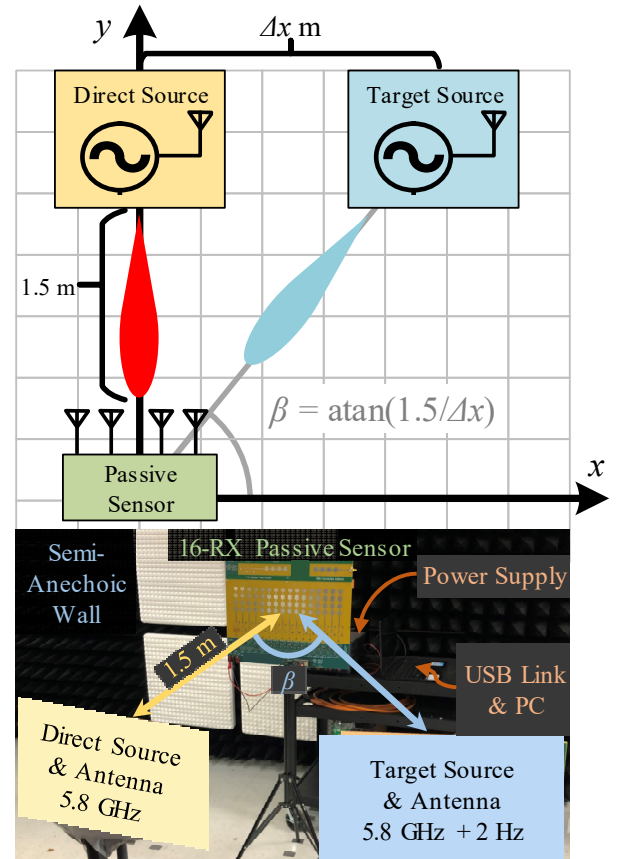 y
Δx m
Direct Source
Target Source
1.5 m
β = atan(1.5/Δx)
Passive
Sensor
x
Semi-
Anechoic
Wall
16-RX Passive Sensor
Power Supply
1.5 m
β
USB Link
& PC
Direct Source
& Antenna
5.8 GHz
Target Source
& Antenna
5.8 GHz + 2 Hz